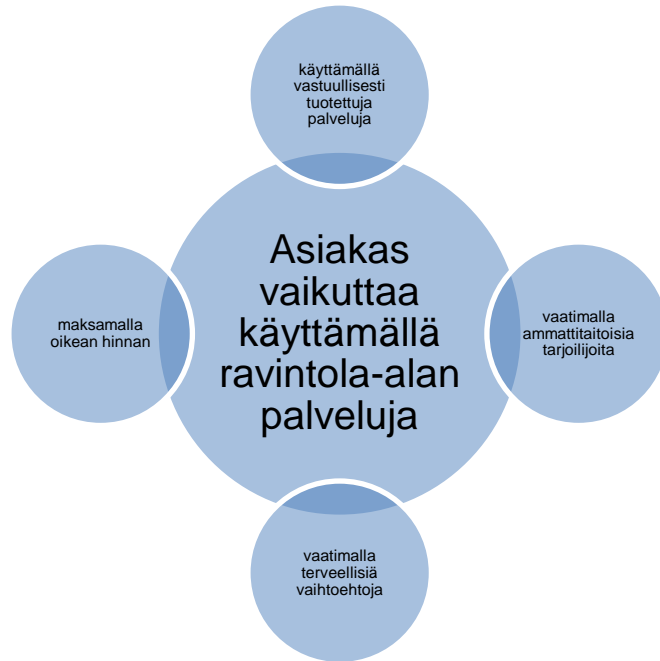 käyttämällä
vastuullisesti
tuotettuja
palveluja
Asiakas
vaikuttaa
käyttämällä
ravintola-alan
palveluja
maksamalla
oikean hinnan
vaatimalla
ammattitaitoisia
tarjoilijoita
vaatimalla
terveellisiä
vaihtoehtoja